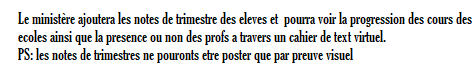 Le ministère ajoutera les notes de trimestre des eleves et  pourra voir la progression des cours des
ecoles ainsi que la presence ou non des profs a travers un cahier de text virtuel.
PS: les notes de trimestres ne pouronts etre poster que par preuve visuel